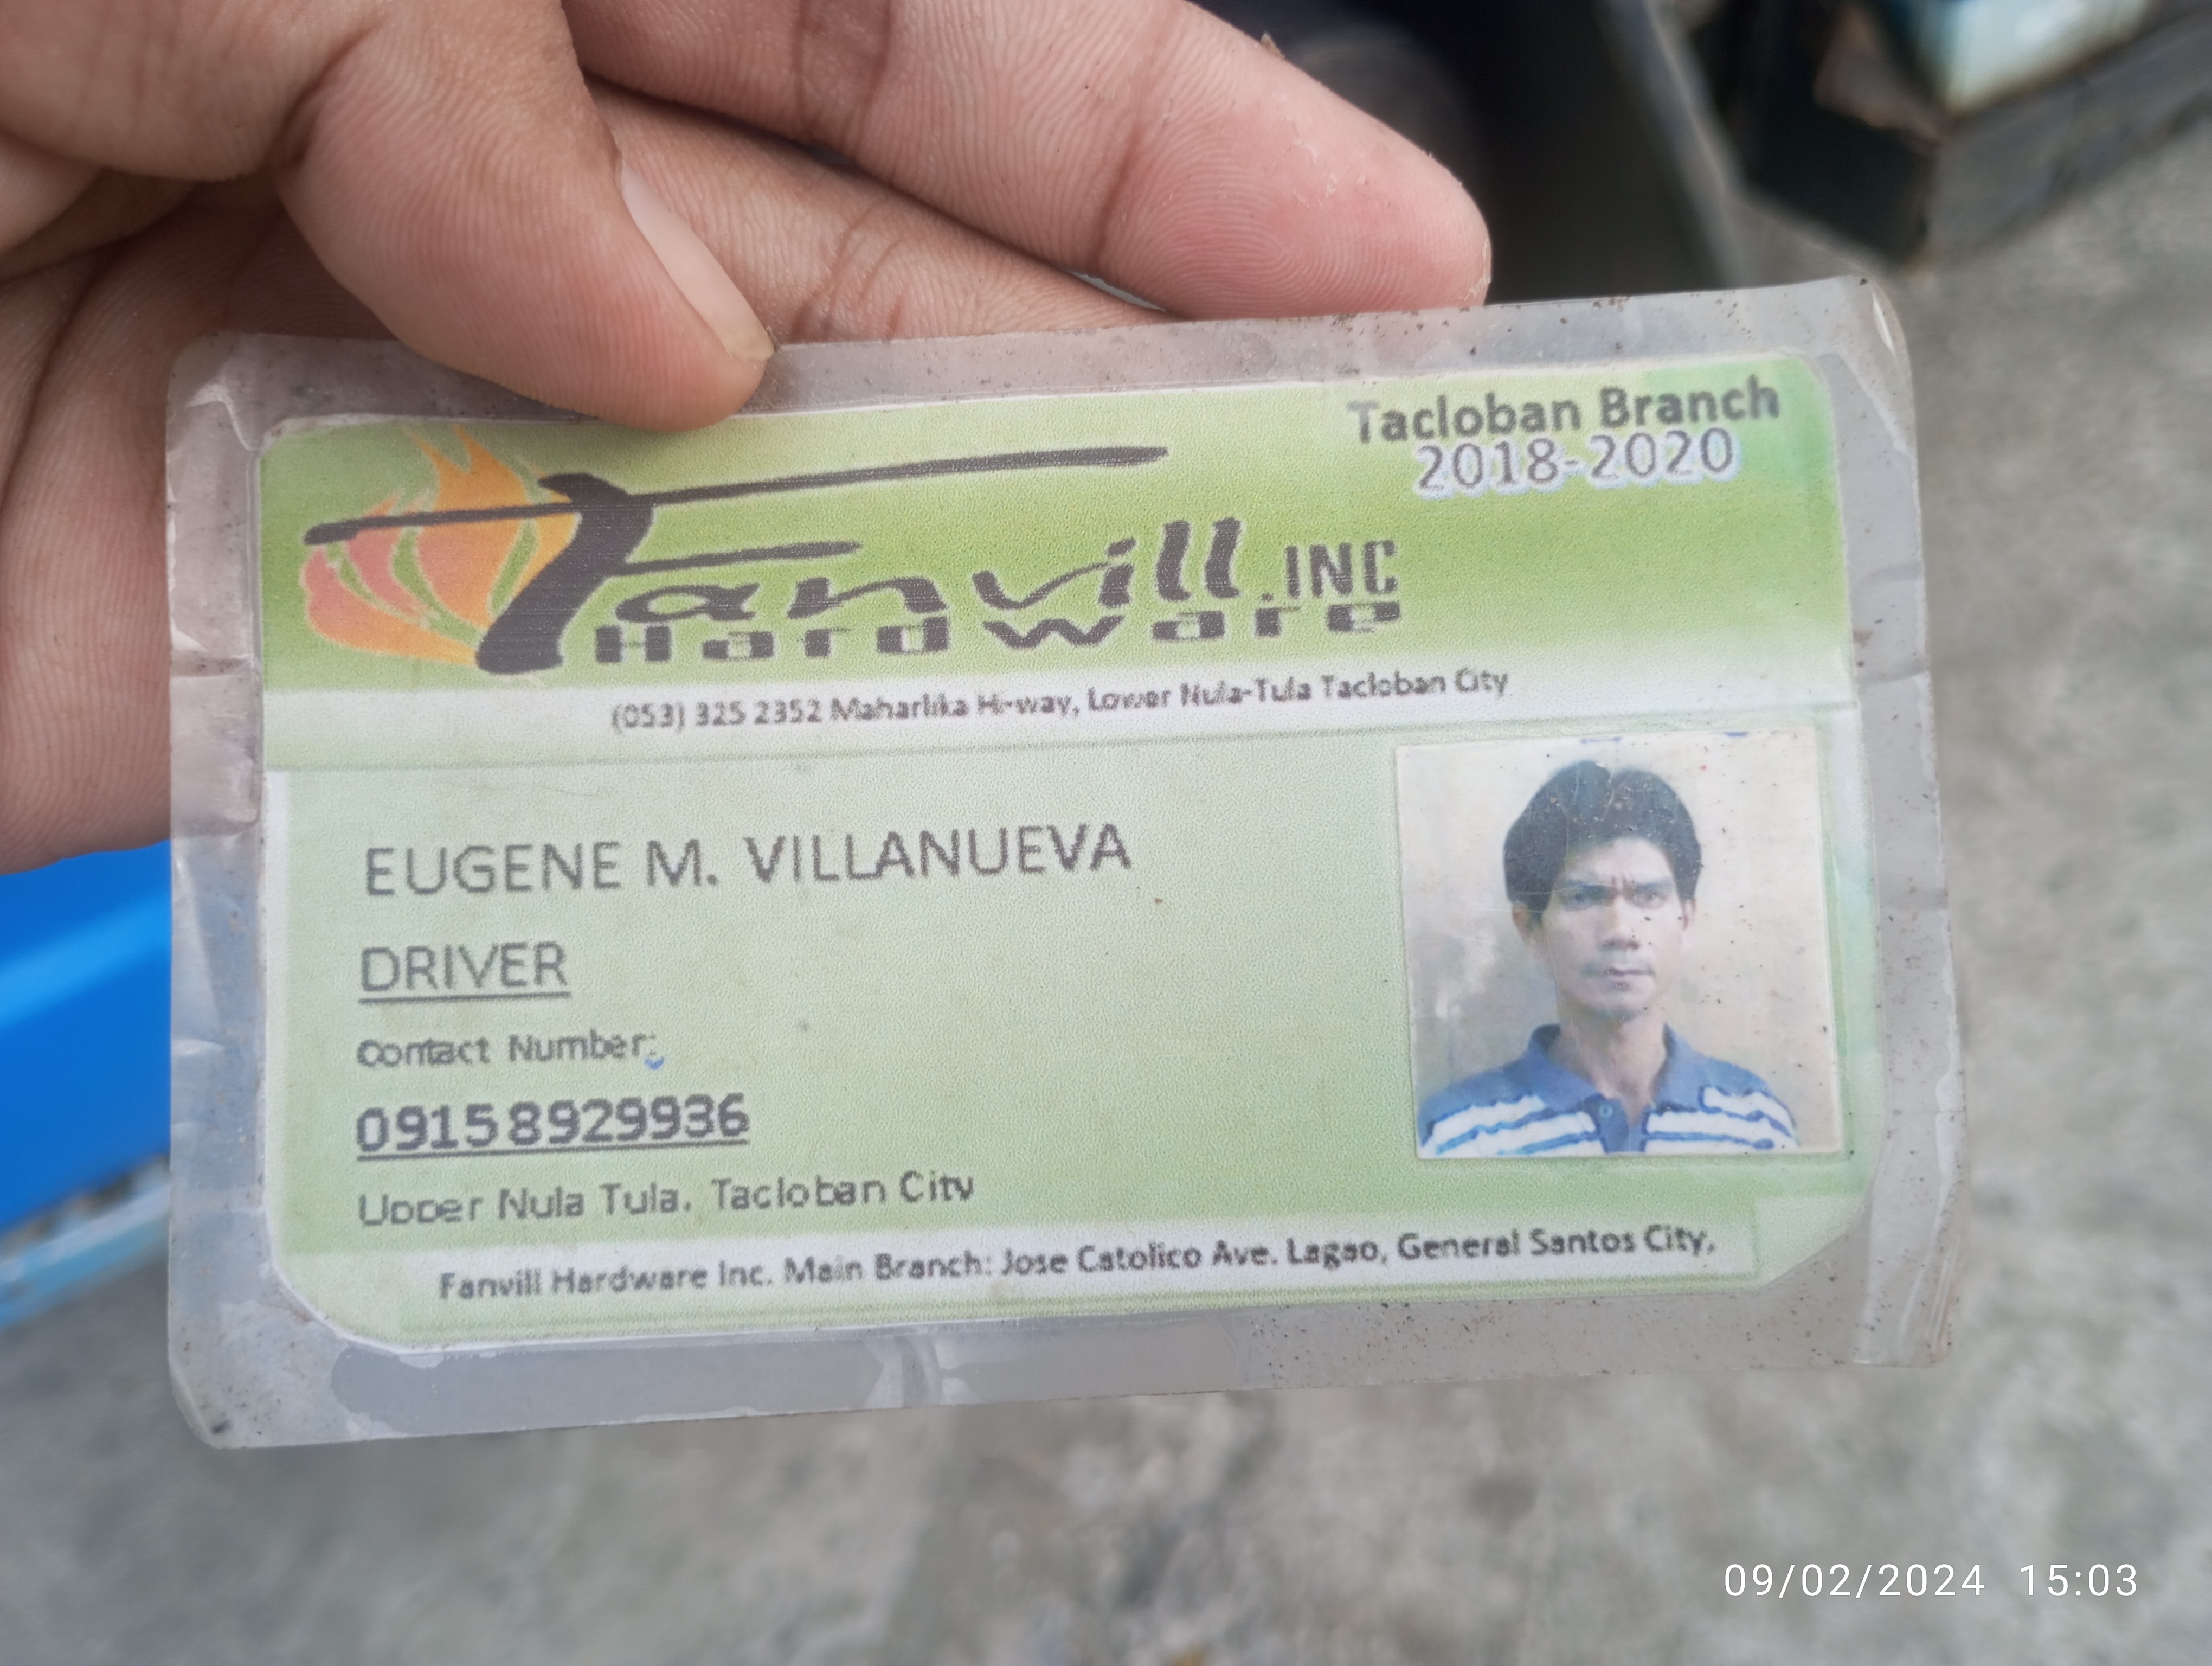 Tacloban Branch
2018-2020
Fanvill.INC
Hardware
(053) 325 2352 Maharlika Hi-way, Lower Nula-Tula Tacloban City
EUGENE M. VILLANUEVA
DRIVER
Contact Number:
09158929936
Upper Nula Tula, Tacloban City
Fanvill Hardware Inc. Main Branch: Jose Catolico Ave. Lagao, General Santos City,
09/02/2024 15:03